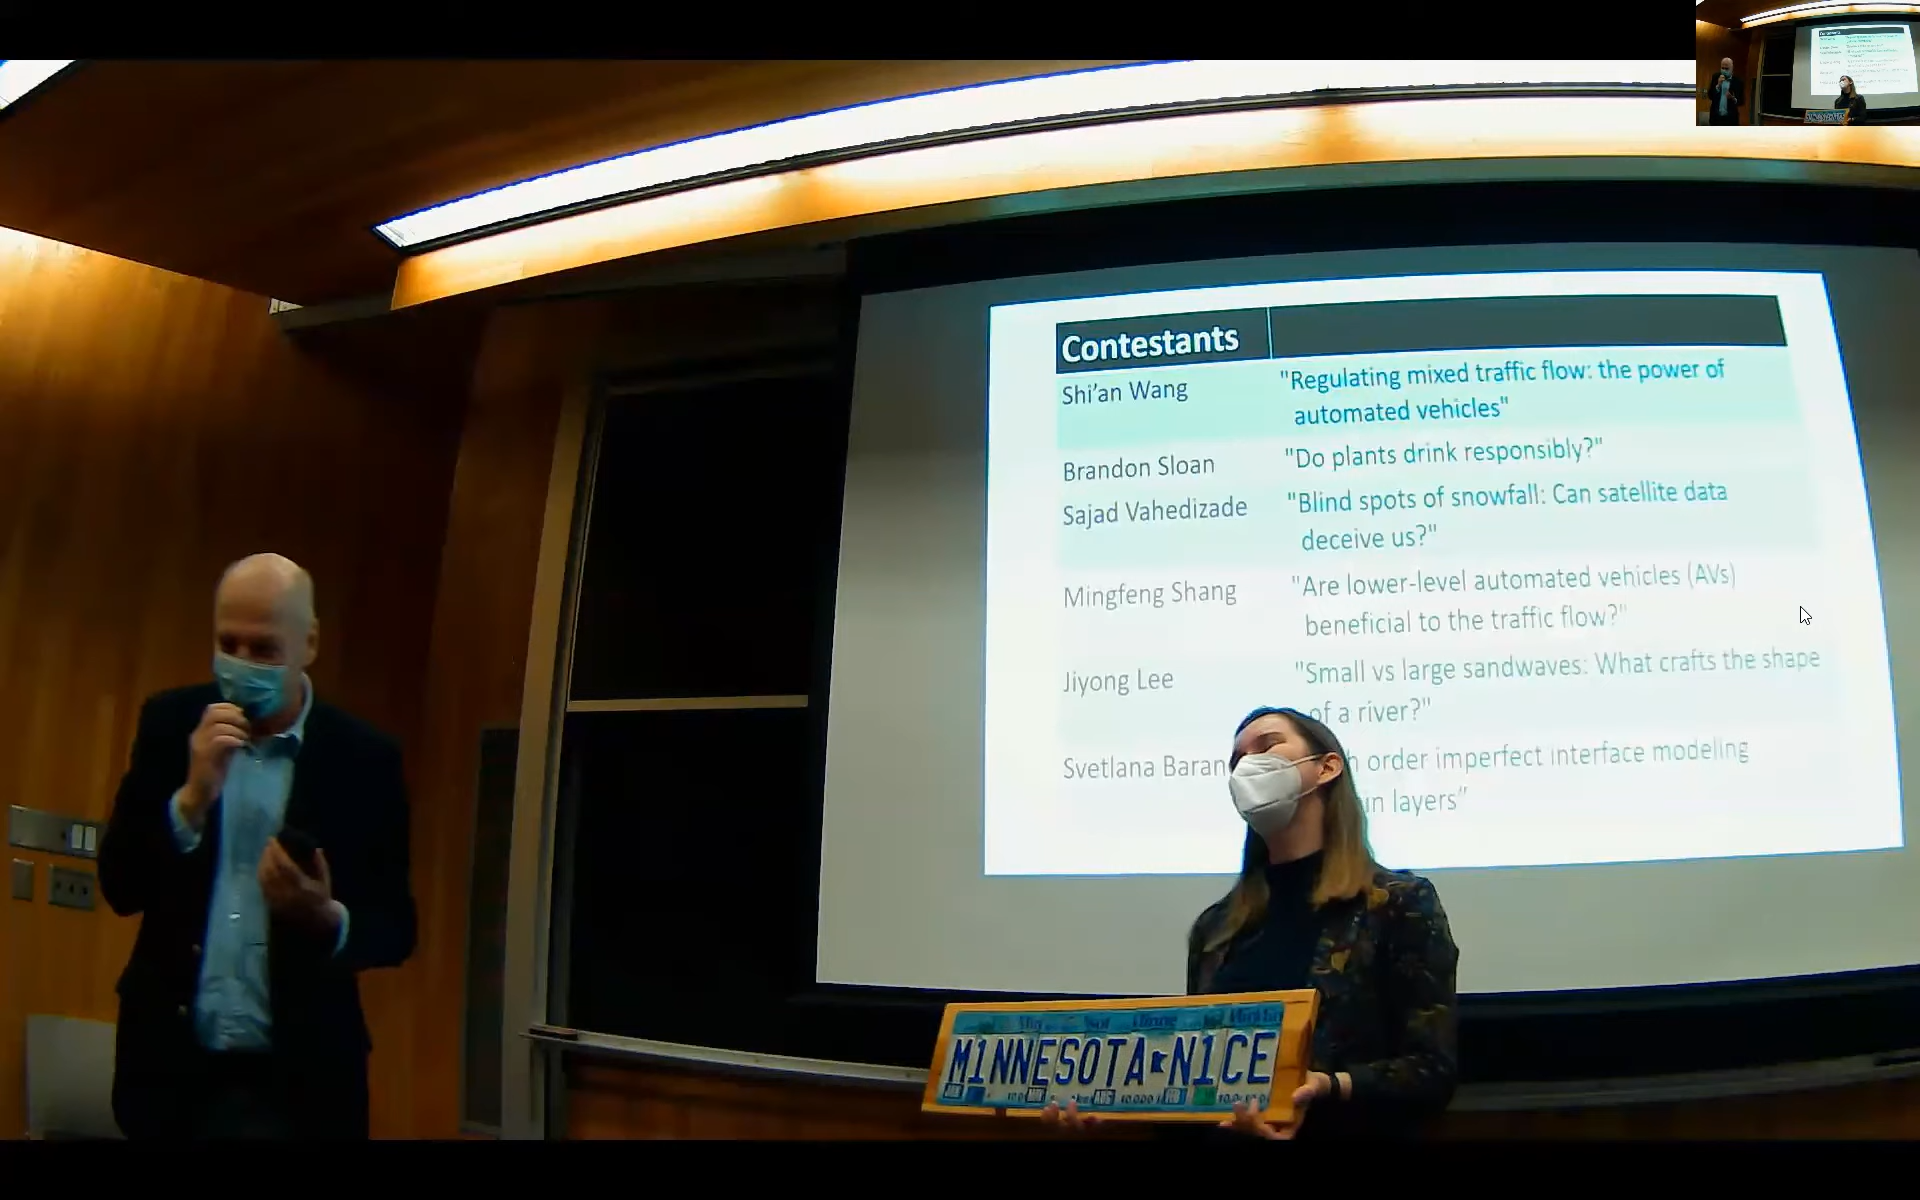 Contestants
Shi'an Wang
"Regulating mixed traffic flow: the power of
automated vehicles"
Brandon Sloan
"Do plants drink responsibly?"
Sajad Vahedizade
"Blind spots of snowfall: Can satellite data
deceive us?"
Mingfeng Shang
"Are lower-level automated vehicles (AVs)
beneficial to the traffic flow?"
Jiyong Lee
"Small vs large sandwaves: What crafts the shape
of a river?"
Svetlana
order imperfect interface modeling
layers"
M1NNESOTA N1CE